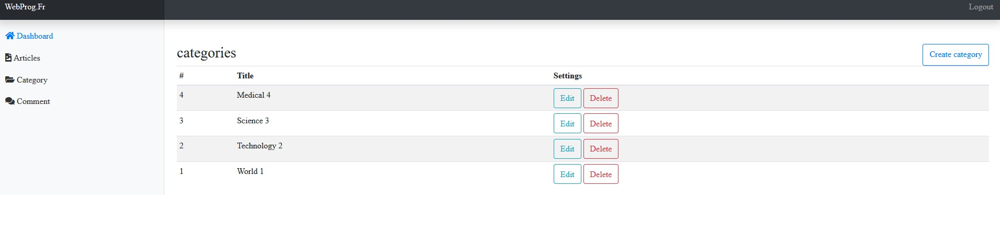 WebProg.Fr Logout
Dashboard
Articles
Category
Comment
categories Create category
# Title Settings
4 Medical 4 Edit Delete
3 Science 3 Edit Delete
2 Technology 2 Edit Delete
1 World 1 Edit Delete